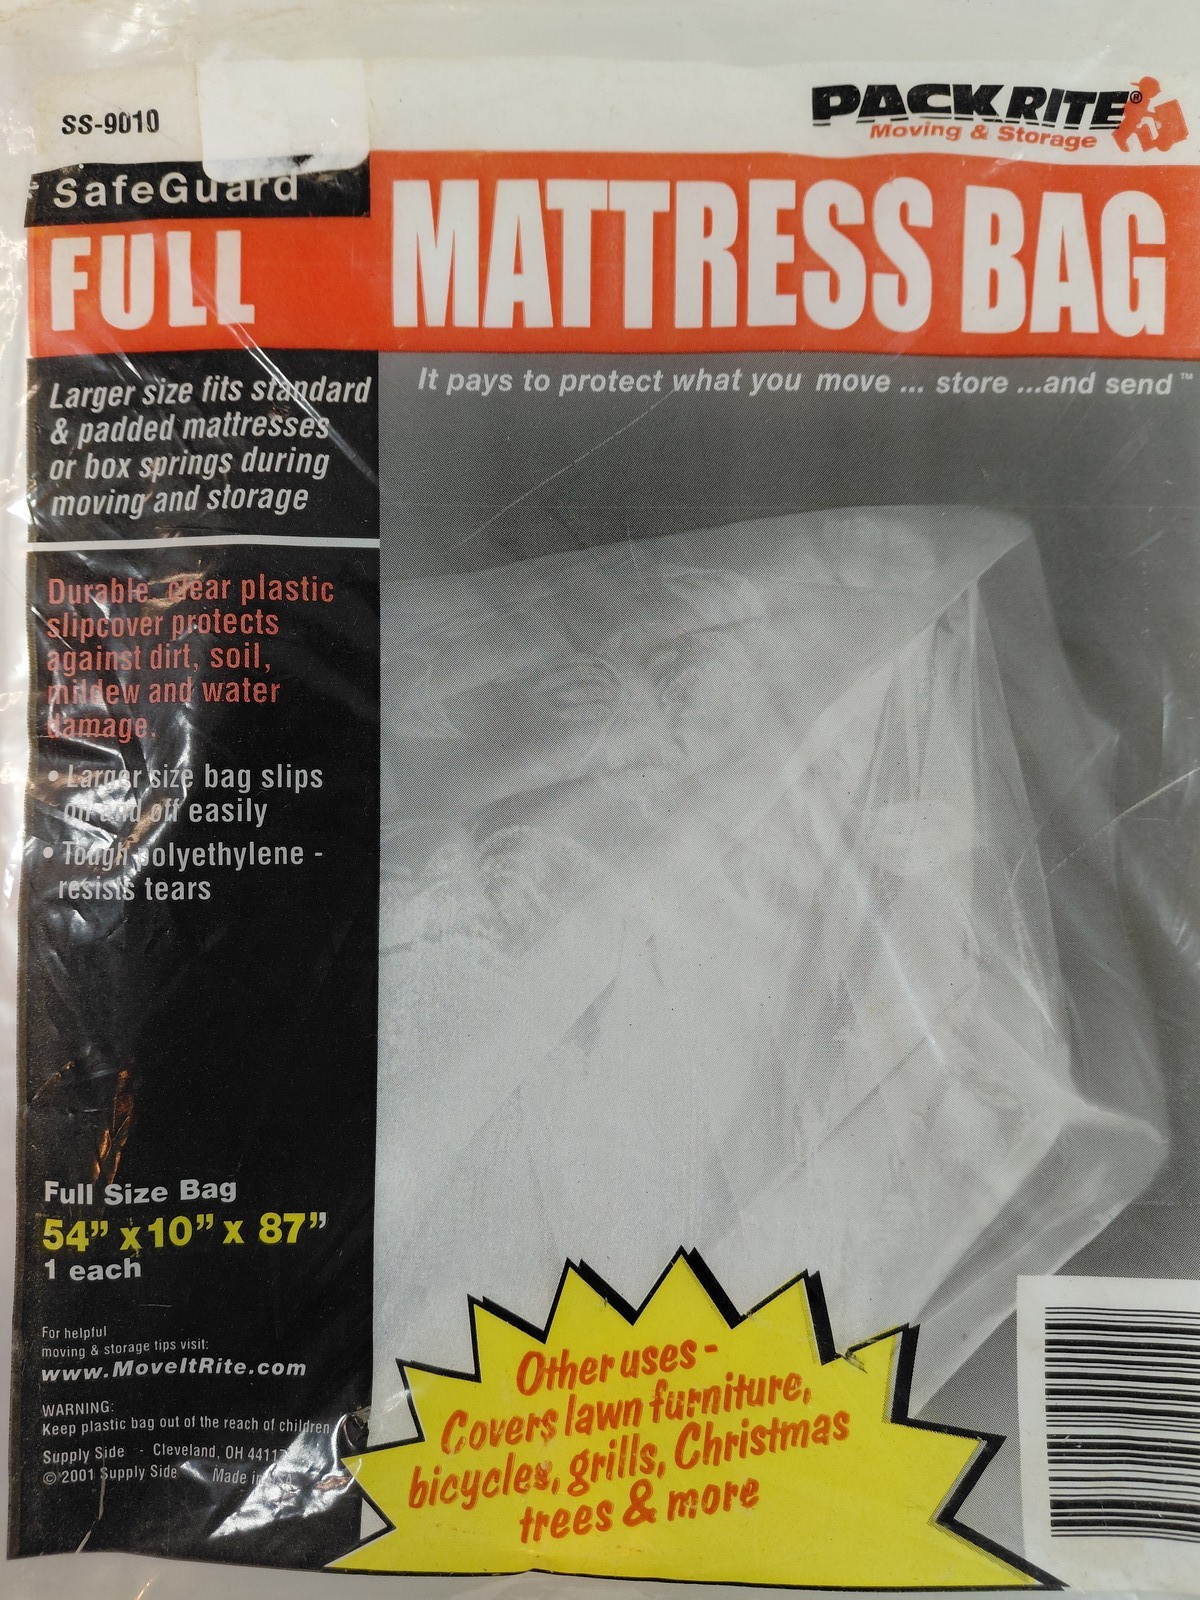 SS-9010
PACK RITE®
Moving & Storage
SafeGuard
FULL
MATTRESS BAG
It pays to protect what you move ... store ...and send™
Larger size fits standard
& padded mattresses
or box springs during
moving and storage
Durable, clear plastic
slipcover protects
against dirt, soil,
mildew and water
damage.
• Larger size bag slips
on and off easily
• Tough polyethylene -
resists tears
Full Size Bag
54” x 10” x 87”
1 each
For helpful
moving & storage tips visit:
www.MoveItRite.com
WARNING:
Keep plastic bag out of the reach of children
Supply Side - Cleveland, OH 44117
© 2001 Supply Side Made in USA
Other uses -
Covers lawn furniture,
bicycles, grills, Christmas
trees & more